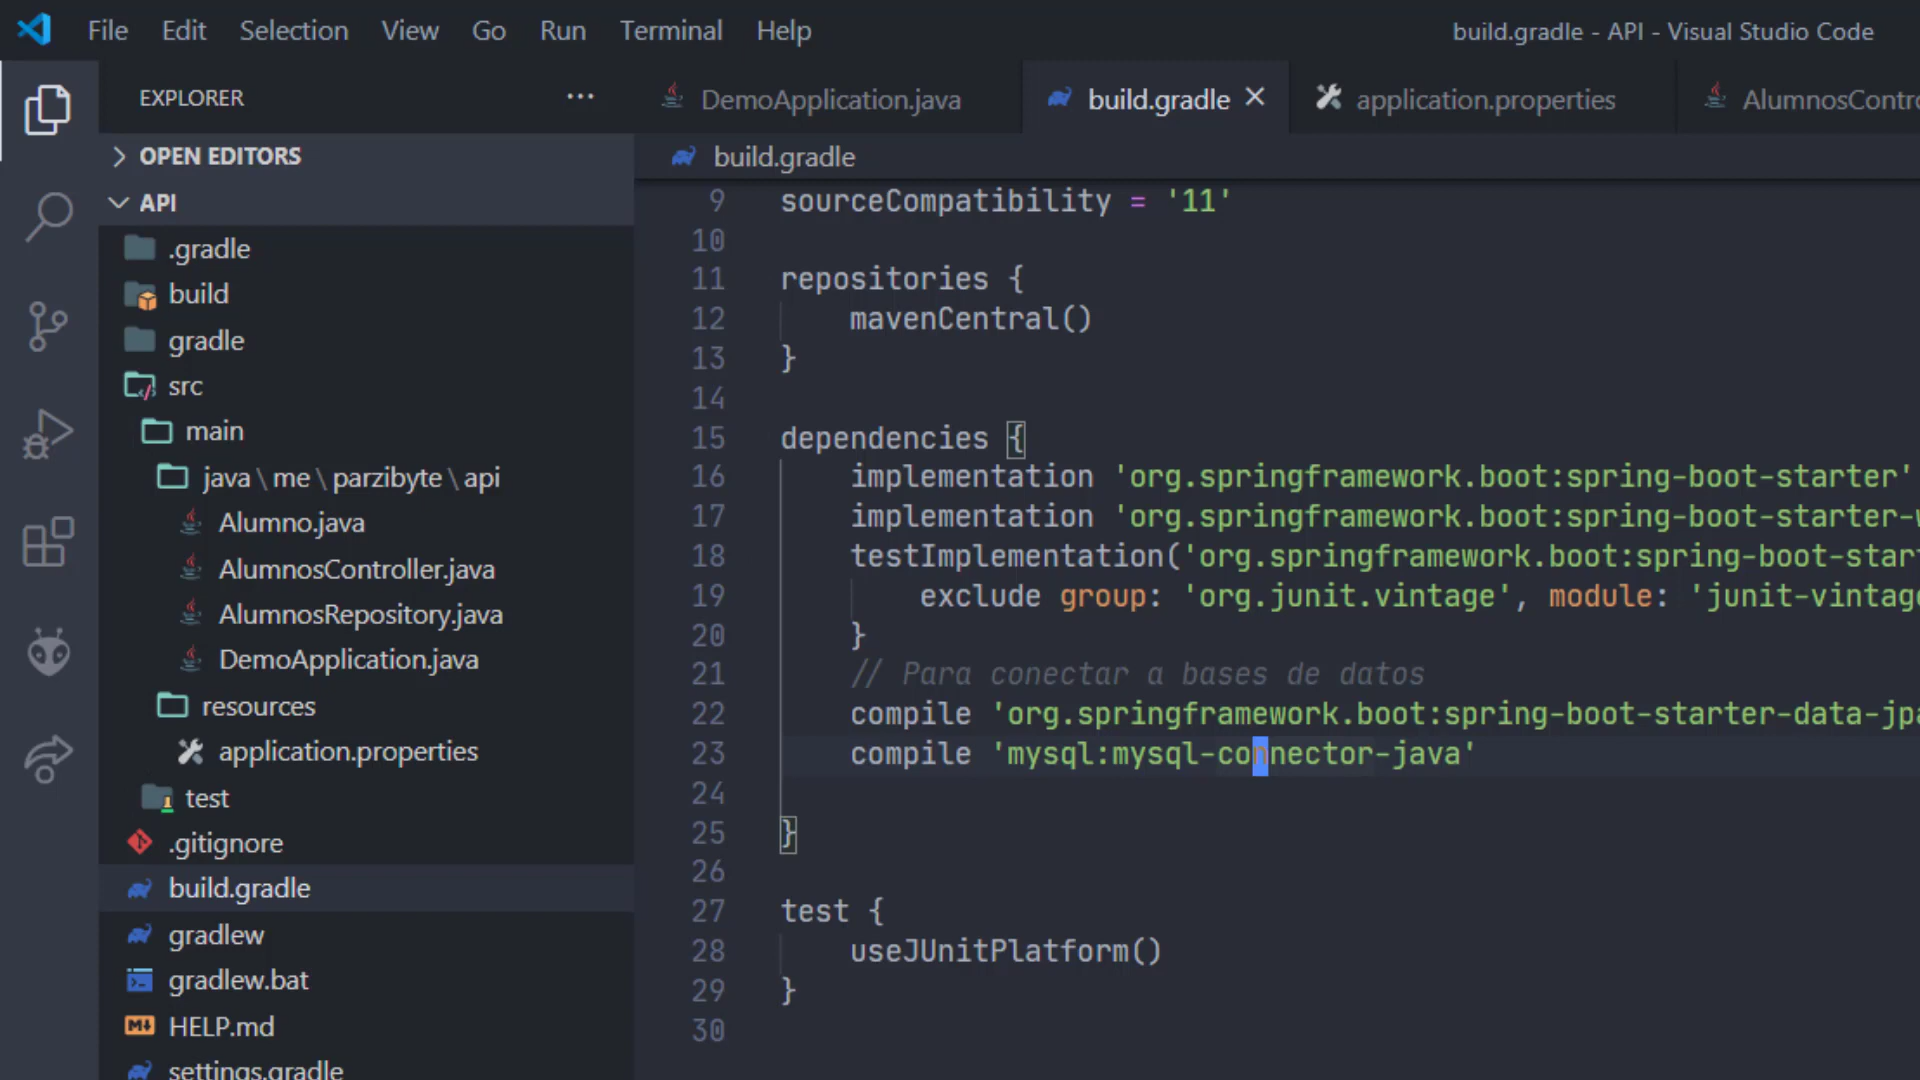 File Edit Selection View Go Run Terminal Help
build.gradle - API - Visual Studio Code
EXPLORER
OPEN EDITORS
API
.gradle
build
gradle
src
main
java \ me \ parzibyte \ api
Alumno.java
AlumnosController.java
AlumnosRepository.java
DemoApplication.java
resources
application.properties
test
.gitignore
build.gradle
gradlew
gradlew.bat
HELP.md
settings.gradle
DemoApplication.java build.gradle application.properties AlumnosContro
build.gradle
9 sourceCompatibility = '11'
10
11 repositories {
12 mavenCentral()
13 }
14
15 dependencies {
16 implementation 'org.springframework.boot:spring-boot-starter'
17 implementation 'org.springframework.boot:spring-boot-starter-w
18 testImplementation('org.springframework.boot:spring-boot-start
19 exclude group: 'org.junit.vintage', module: 'junit-vintage
20 }
21 // Para conectar a bases de datos
22 compile 'org.springframework.boot:spring-boot-starter-data-jpa
23 compile 'mysql:mysql-connector-java'
24
25 }
26
27 test {
28 useJUnitPlatform()
29 }
30